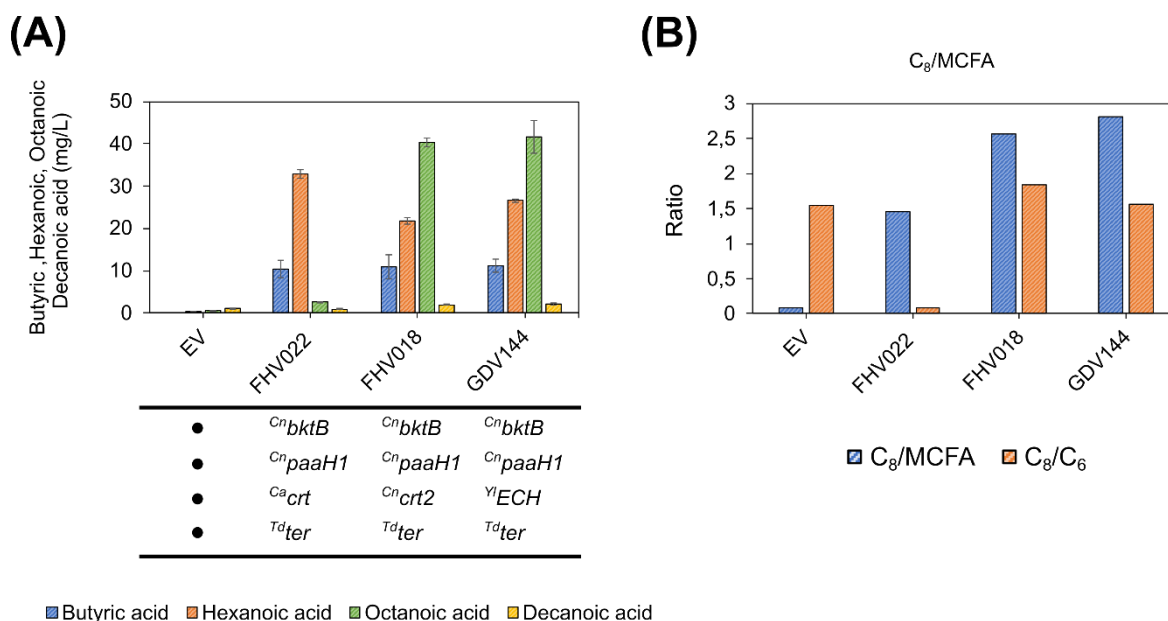 (A)
Butyric ,Hexanoic, Octanoic
Decanoic acid (mg/L)
50
40
30
20
10
0
EV
FHV022
FHV018
GDV144
● CnbktB CnbktB CnbktB
● CnpaaH1 CnpaaH1 CnpaaH1
● Cacrt Cncrt2 YlECH
● Tdter Tdter Tdter
Butyric acid Hexanoic acid Octanoic acid Decanoic acid
(B)
C8/MCFA
Ratio
3
2,5
2
1,5
1
0,5
0
EV
FHV022
FHV018
GDV144
C8/MCFA C8/C6